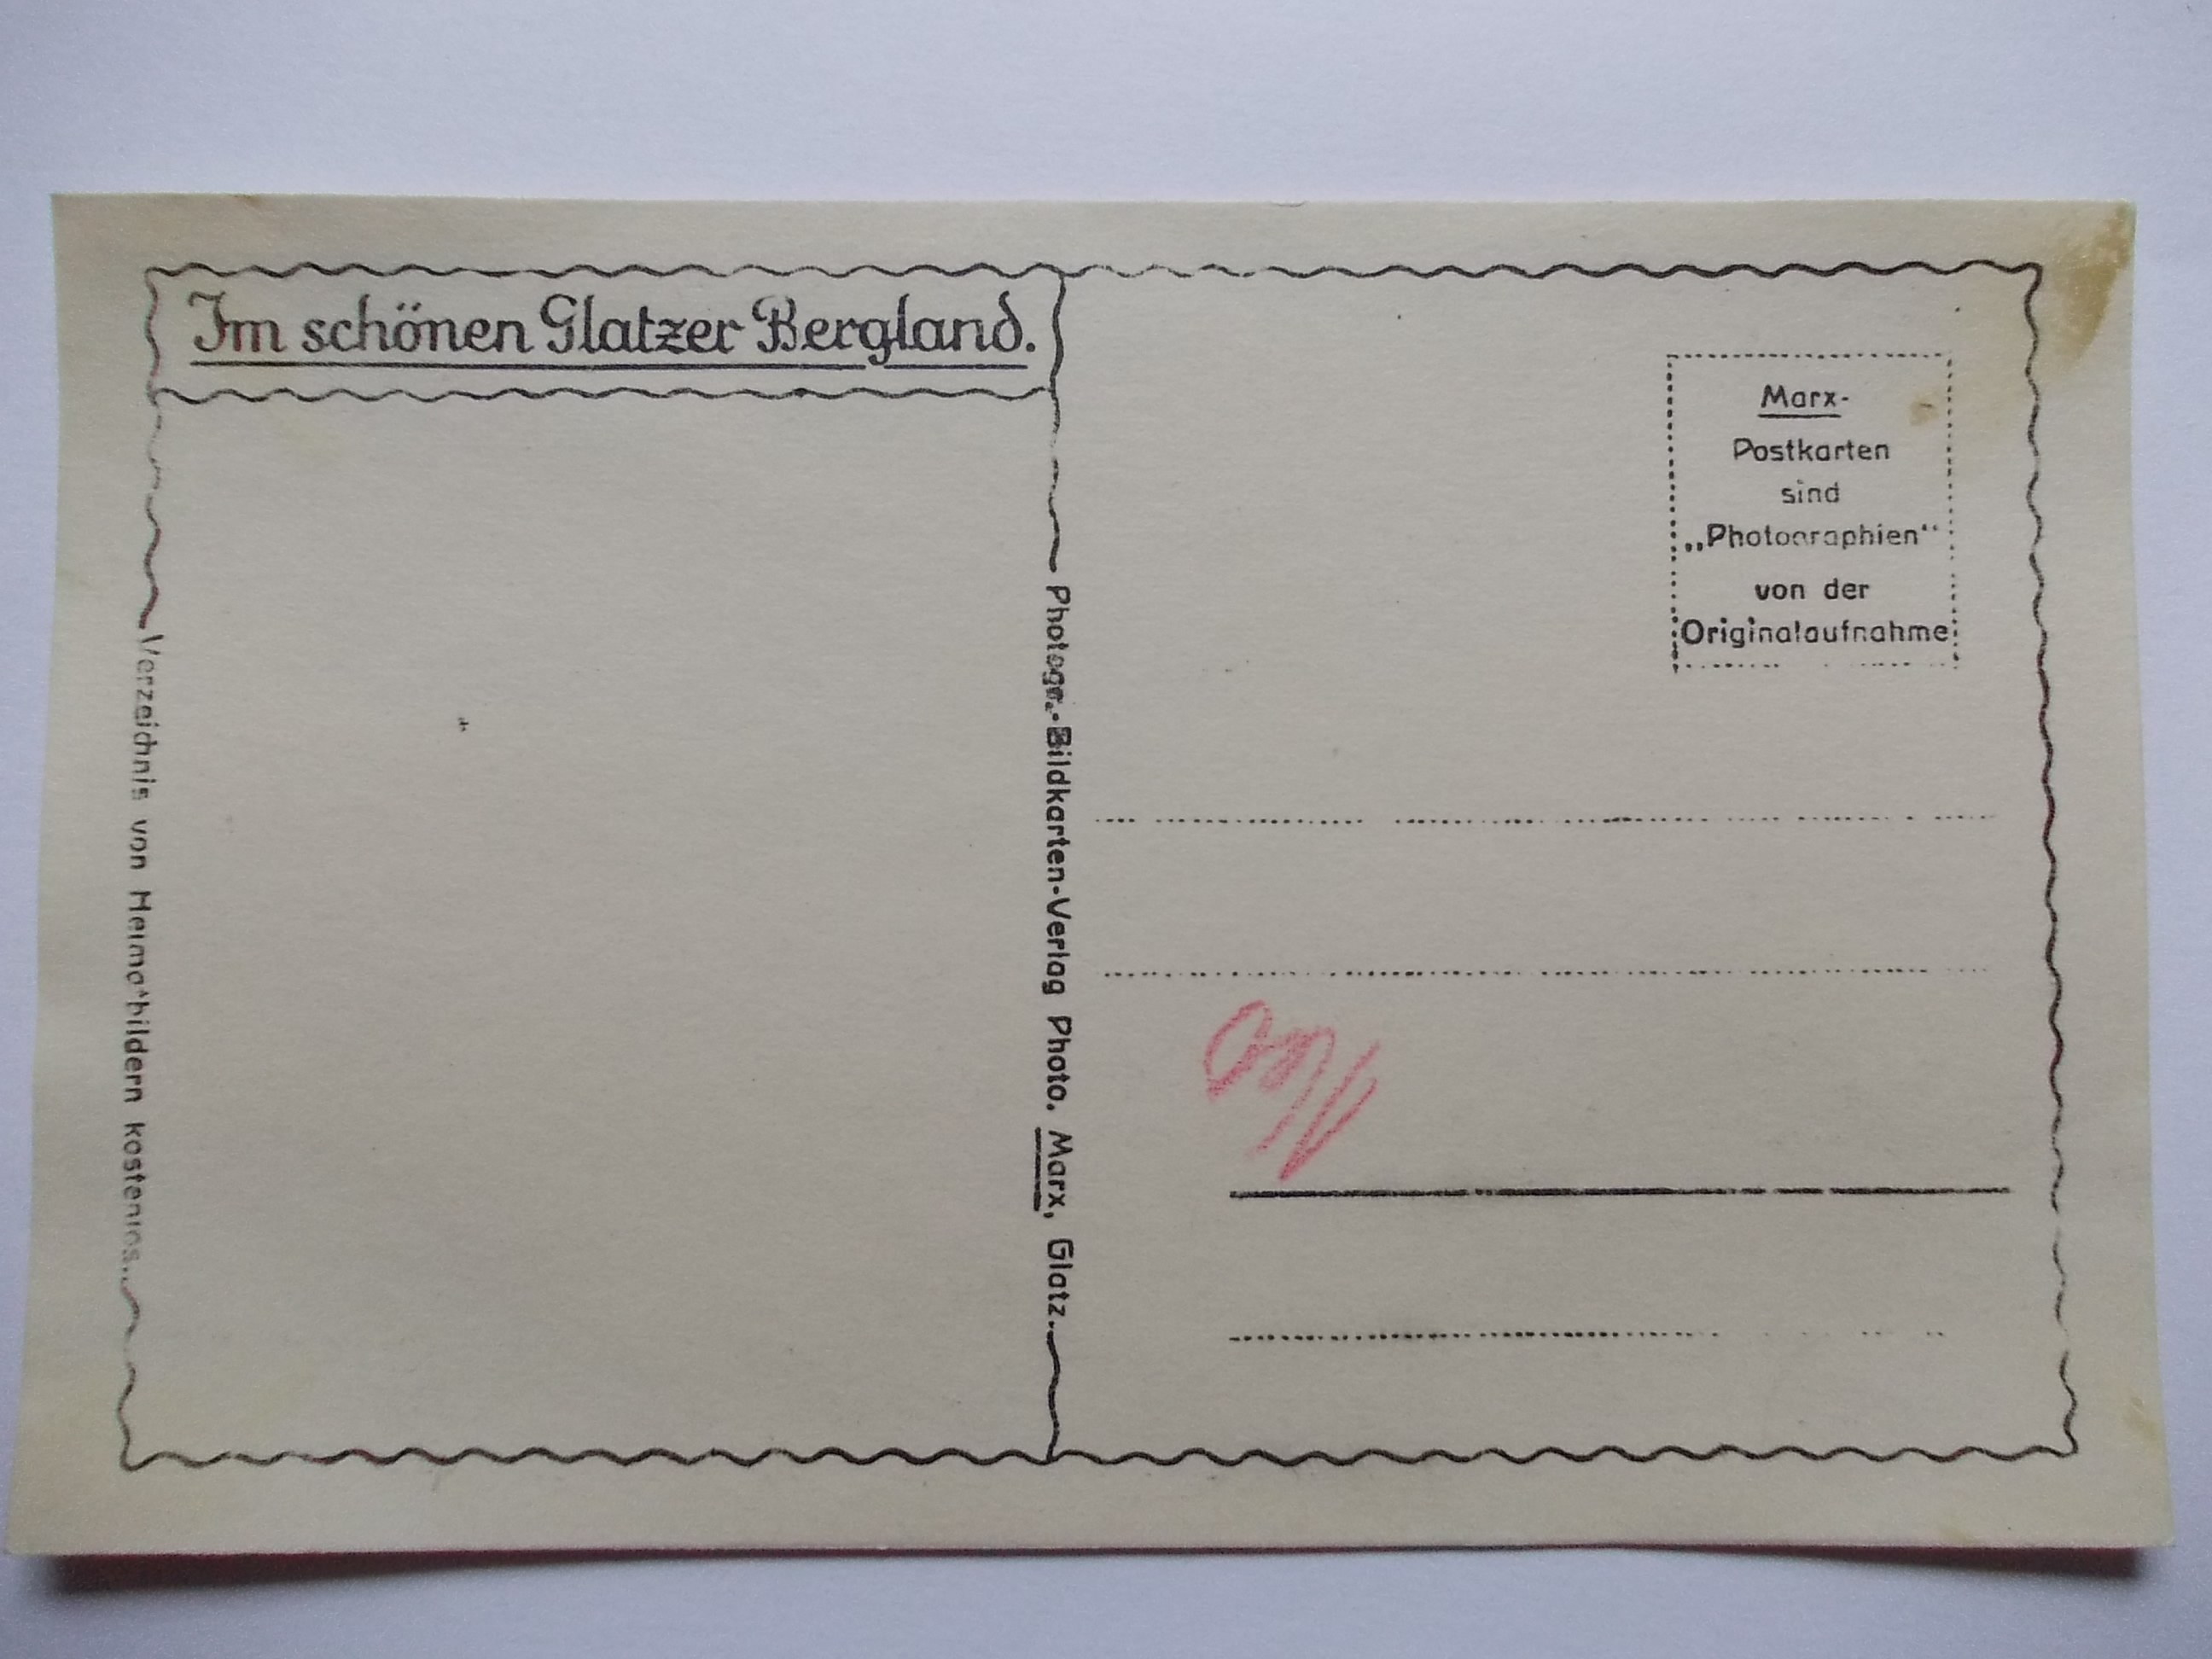 Im schönen Glatzer Bergland.
Verzeichnis von Heimatbildern kostenlos.
Photogr.-Bildkarten-Verlag Photo. Marx, Glatz.
Marx-
Postkarten
sind
„Photographien“
von der
Originalaufnahme